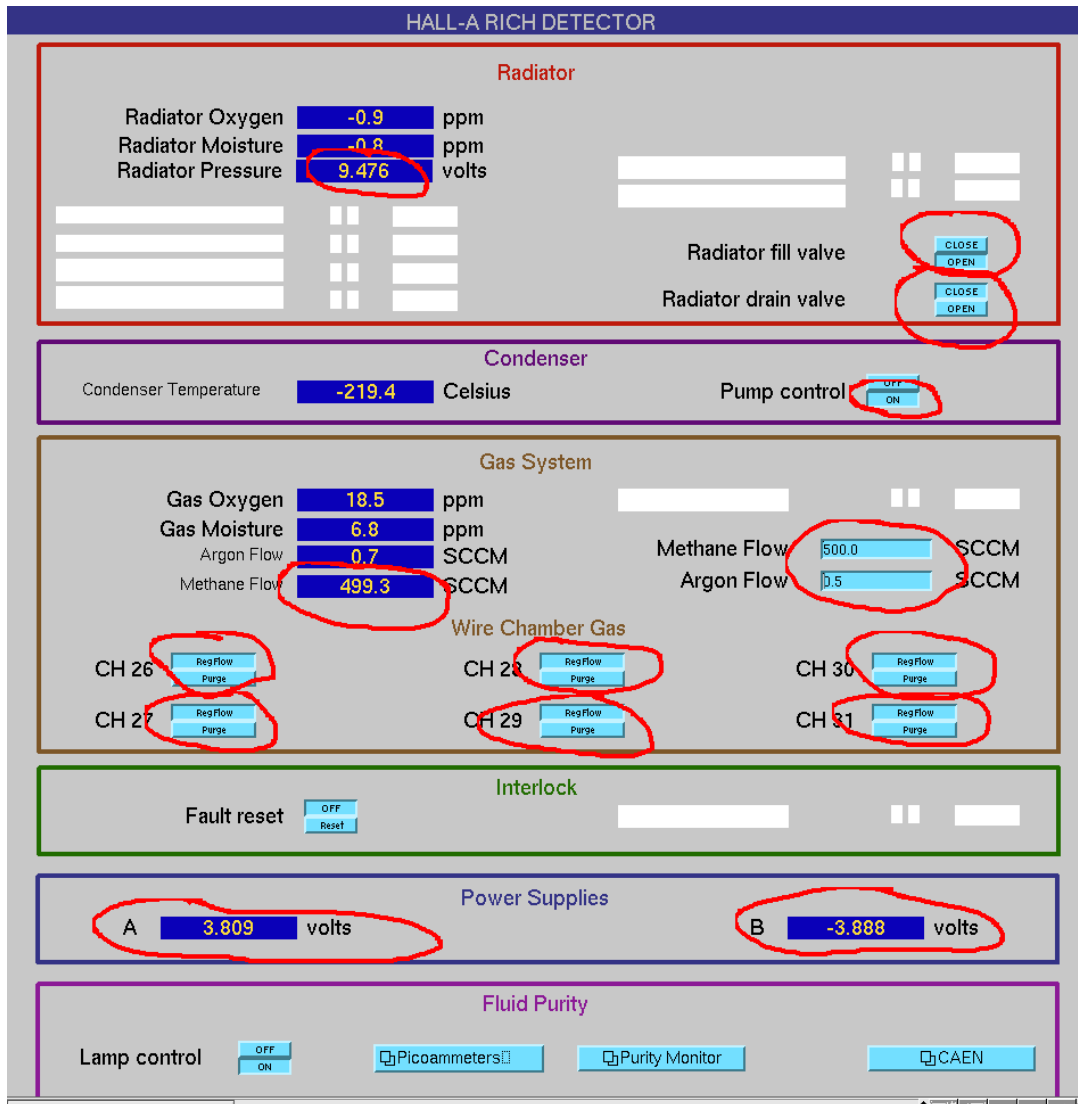 HALL-A RICH DETECTOR
Radiator
Radiator Oxygen -0.9 ppm
Radiator Moisture -0.8 ppm
Radiator Pressure 9.476 volts
Radiator fill valve CLOSE
OPEN
Radiator drain valve CLOSE
OPEN
Condenser
Condenser Temperature -219.4 Celsius Pump control OFF
ON
Gas System
Gas Oxygen 18.5 ppm
Gas Moisture 6.8 ppm
Argon Flow 0.7 SCCM
Methane Flow 499.3 SCCM
Methane Flow 500.0 SCCM
Argon Flow 0.5 SCCM
Wire Chamber Gas
CH 26 RegFlow
Purge
CH 28 RegFlow
Purge
CH 30 RegFlow
Purge
CH 27 RegFlow
Purge
CH 29 RegFlow
Purge
CH 31 RegFlow
Purge
Interlock
Fault reset OFF
Reset
Power Supplies
A 3.809 volts B -3.888 volts
Fluid Purity
Lamp control OFF
ON
Picoammeters Purity Monitor CAEN